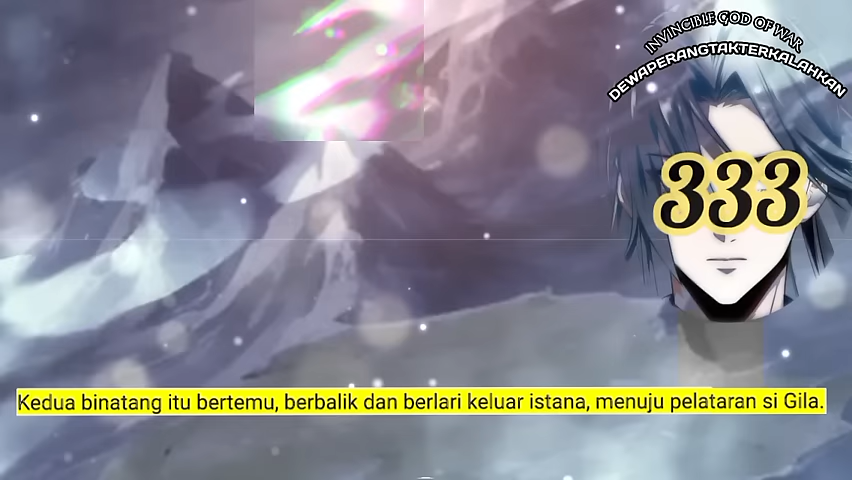 INVINCIBLE GOD OF WAR
DEWAPERANGTAKTERKALAHKAN
333
Kedua binatang itu bertemu, berbalik dan berlari keluar istana, menuju pelataran si Gila.